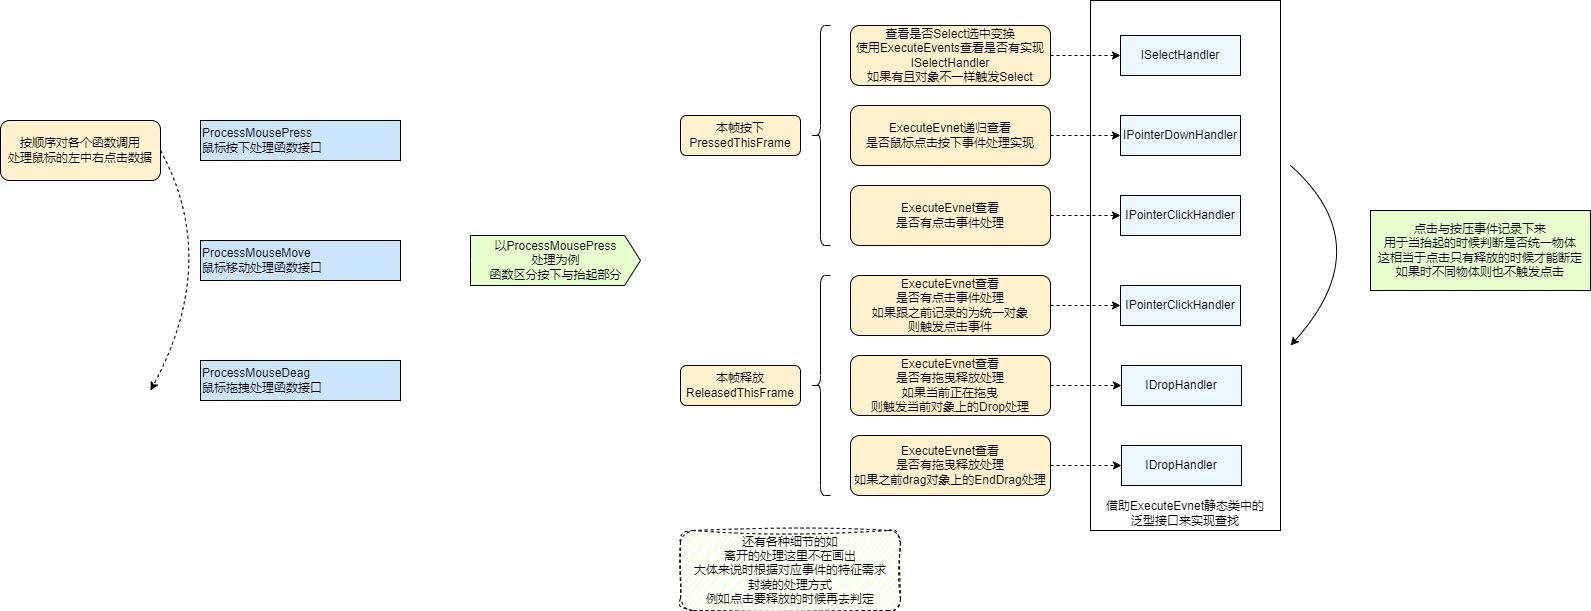 按顺序对各个函数调用
处理鼠标的左中右点击数据
ProcessMousePress
鼠标按下处理函数接口
ProcessMouseMove
鼠标移动处理函数接口
ProcessMouseDeag
鼠标拖拽处理函数接口
以ProcessMousePress
处理为例
函数区分按下与抬起部分
本帧按下
PressedThisFrame
查看是否Select选中变换
使用ExecuteEvents查看是否有实现
ISelectHandler
如果有且对象不一样触发Select
ISelectHandler
ExecuteEvnet递归查看
是否鼠标点击按下事件处理实现
IPointerDownHandler
ExecuteEvnet查看
是否有点击事件处理
IPointerClickHandler
本帧释放
ReleasedThisFrame
ExecuteEvnet查看
是否有点击事件处理
如果跟之前记录的为统一对象
则触发点击事件
IPointerClickHandler
ExecuteEvnet查看
是否有拖曳释放处理
如果当前正在拖曳
则触发当前对象上的Drop处理
IDropHandler
ExecuteEvnet查看
是否有拖曳释放处理
如果之前drag对象上的EndDrag处理
IDropHandler
借助ExecuteEvnet静态类中的
泛型接口来实现查找
点击与按压事件记录下来
用于当抬起的时候判断是否统一物体
这相当于点击只有释放的时候才能断定
如果时不同物体则也不触发点击
还有各种细节的如
离开的处理这里不在画出
大体来说时根据对应事件的特征需求
封装的处理方式
例如点击要释放的时候再去判定